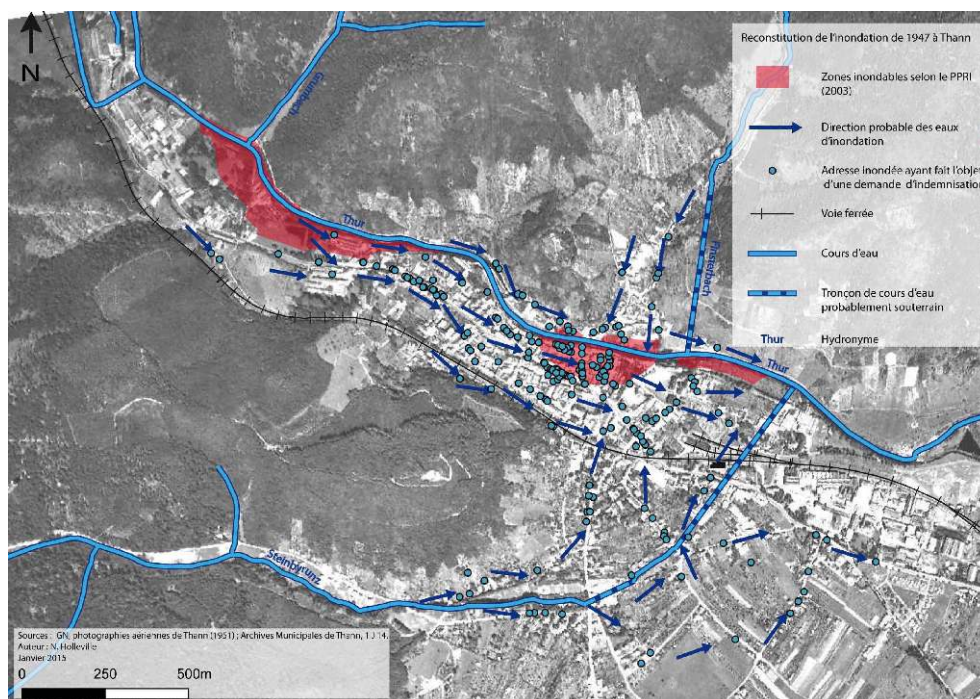 N
Reconstitution de l'inondation de 1947 à Thann
Zones inondables selon le PPRI
(2003)
Direction probable des eaux
d'inondation
Adresse inondée ayant fait l'objet
d'une demande d'indemnisation
Voie ferrée
Cours d'eau
Tronçon de cours d'eau
probablement souterrain
Thur
Hydronyme
Grumbach
Thur
Thur
Steinbyrunz
Sources : IGN, photographies aériennes de Thann (1951) ; Archives Municipales de Thann, 1 J 14.
Auteur : N. Holleville
Janvier 2015
0
250
500m